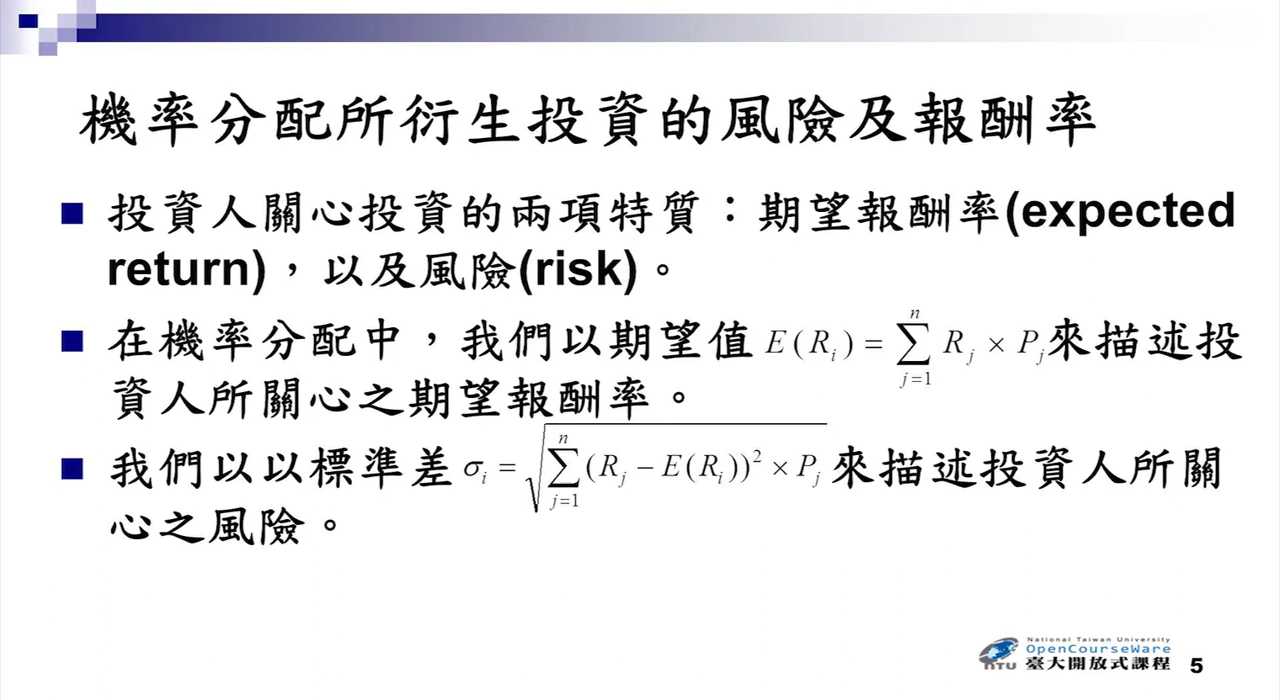 機率分配所衍生投資的風險及報酬率
投資人關心投資的兩項特質：期望報酬率(expected
return)，以及風險(risk)。
在機率分配中，我們以期望值 E(R_i) = \sum_{j=1}^{n} R_j × P_j 來描述投
資人所關心之期望報酬率。
我們以以標準差 σ_i = \sqrt{\sum_{j=1}^{n} (R_j − E(R_i))^2 × P_j} 來描述投資人所關
心之風險。
National Taiwan University
OpenCourseWare
NTU 臺大開放式課程 5